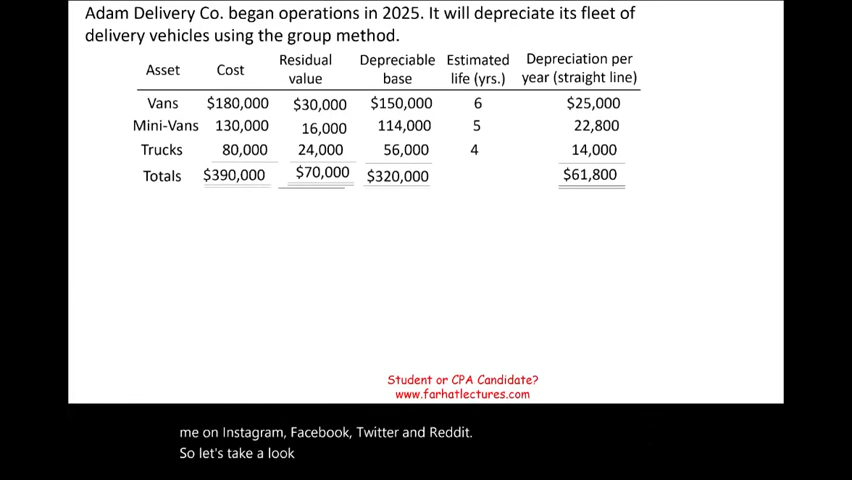 Adam Delivery Co. began operations in 2025. It will depreciate its fleet of
delivery vehicles using the group method.
Asset Cost Residual value Depreciable base Estimated life (yrs.) Depreciation per year (straight line)
Vans $180,000 $30,000 $150,000 6 $25,000
Mini-Vans 130,000 16,000 114,000 5 22,800
Trucks 80,000 24,000 56,000 4 14,000
Totals $390,000 $70,000 $320,000 $61,800
Student or CPA Candidate?
www.farhatlectures.com
me on Instagram, Facebook, Twitter and Reddit.
So let's take a look